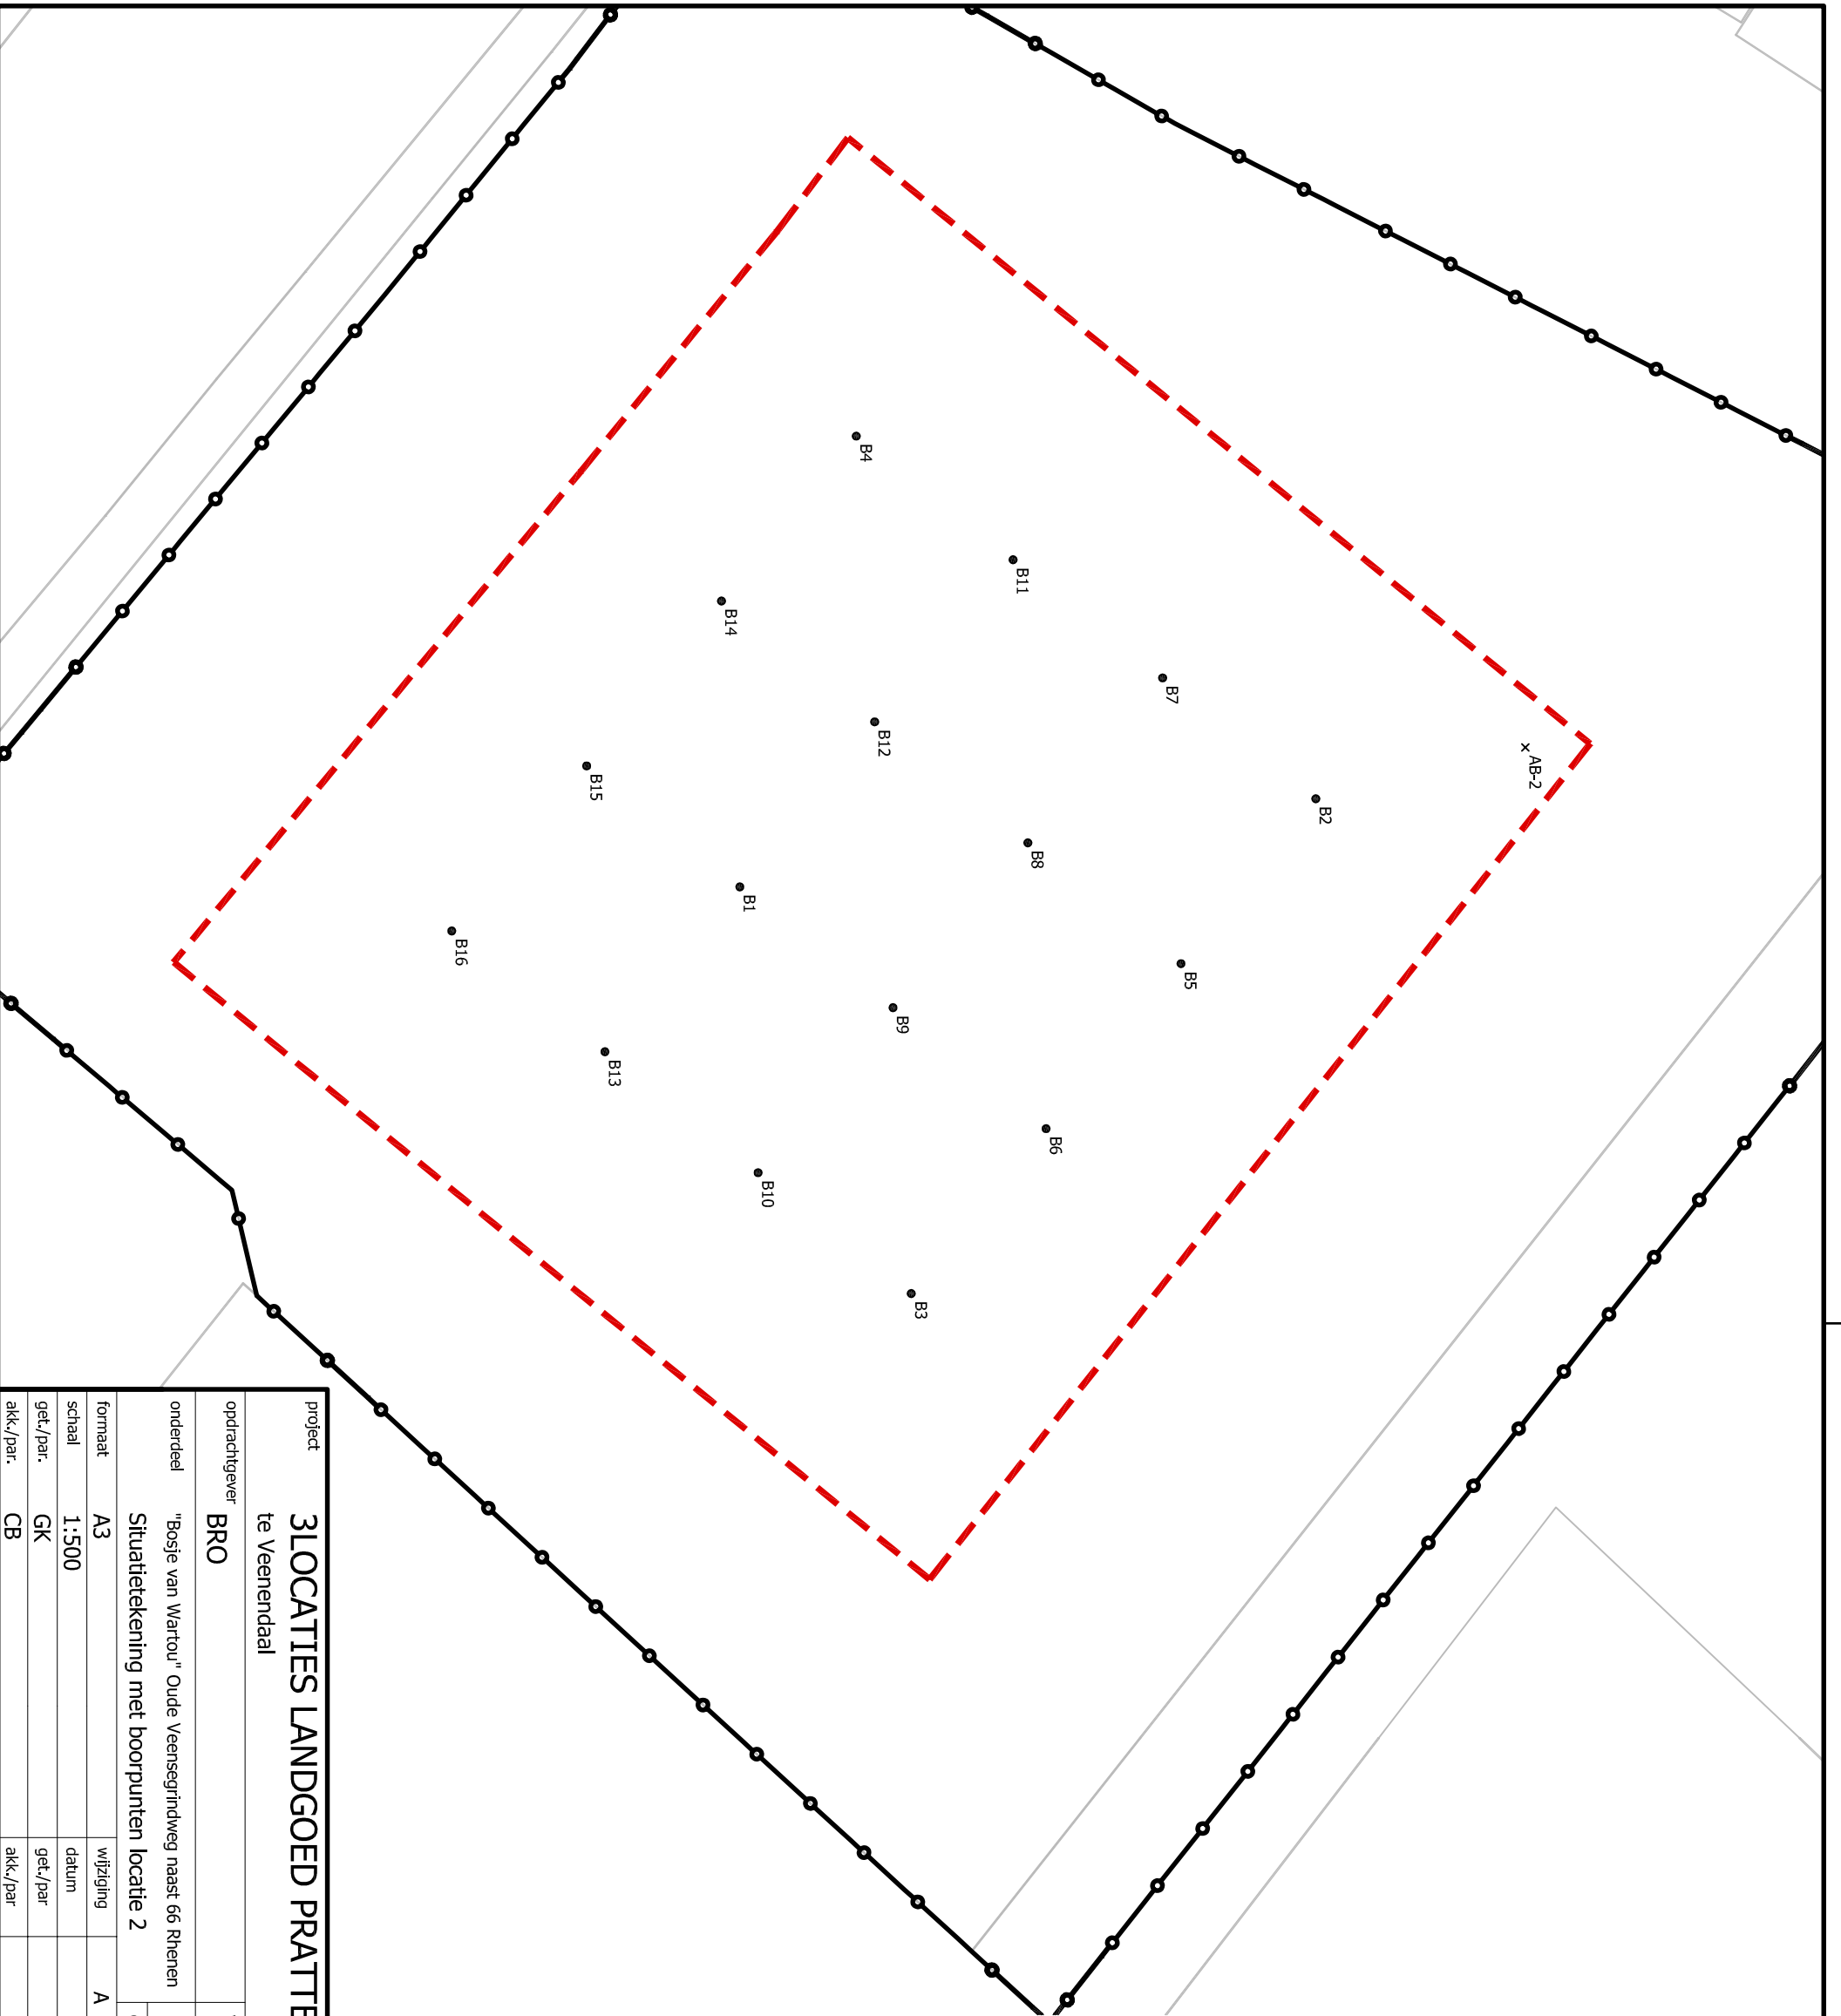 B4
B11
B14
B7
B12
AB-2
B15
B2
B8
B1
B16
B5
B9
B13
B6
B10
B3
project
3LOCATIES LANDGOED PRATTE
te Veenendaal
opdrachtgever
BRO
onderdeel
"Bosje van Wartou" Oude Veensegrindweg naast 66 Rhenen
Situatietekening met boorpunten locatie 2
formaat A3 wijziging A
schaal 1:500 datum
get./par. GK get./par
akk./par. CB akk./par